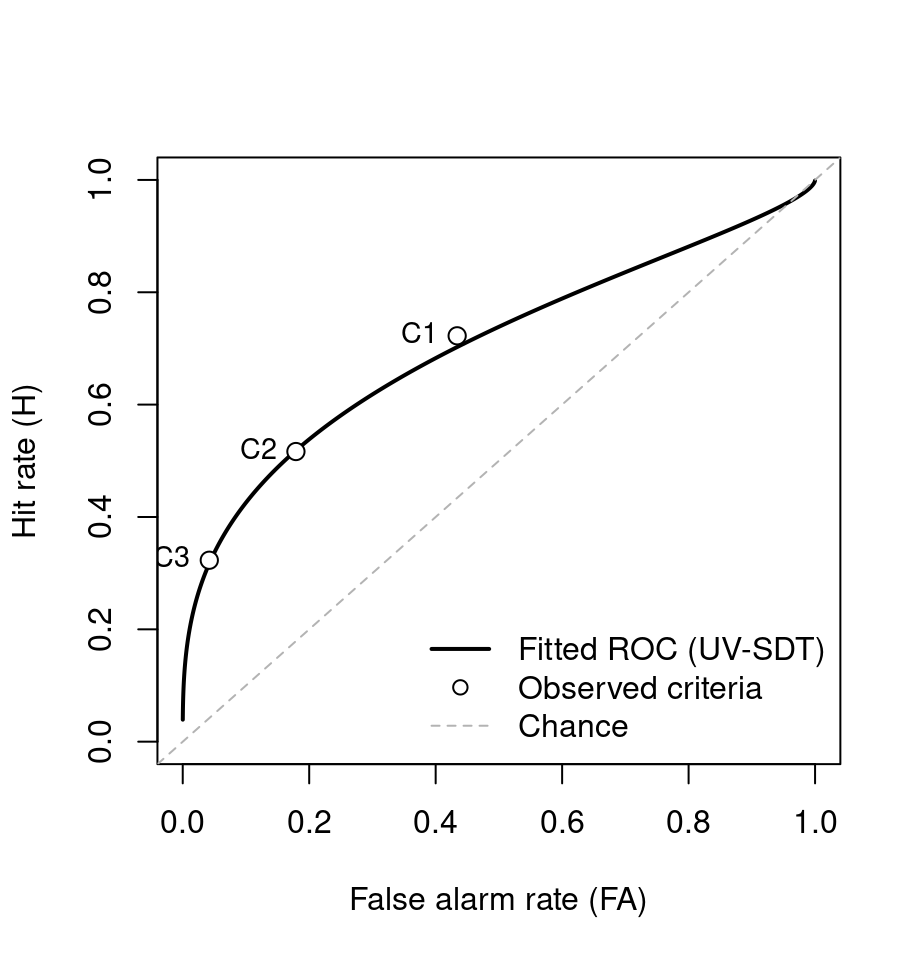 Hit rate (H)
1.0
0.8
0.6
0.4
0.2
0.0
C1
C2
C3
Fitted ROC (UV-SDT)
Observed criteria
Chance
0.0 0.2 0.4 0.6 0.8 1.0
False alarm rate (FA)